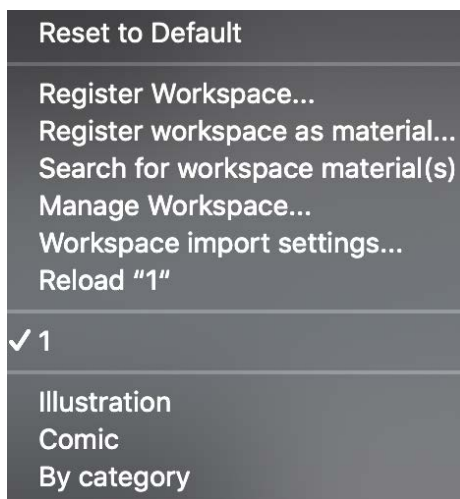 Reset to Default
Register Workspace...
Register workspace as material...
Search for workspace material(s)
Manage Workspace...
Workspace import settings...
Reload “1“
✓ 1
Illustration
Comic
By category